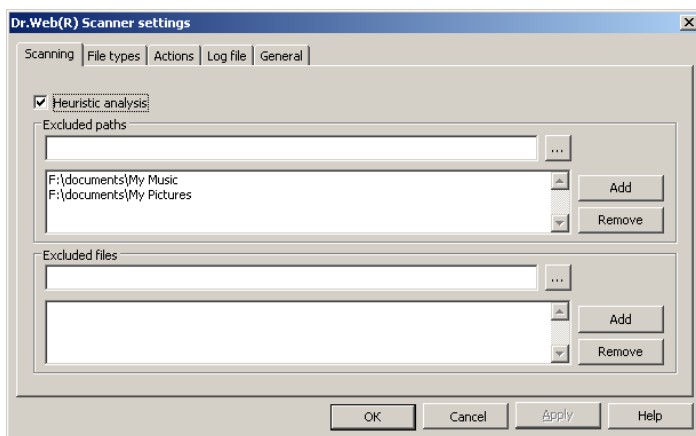 Dr.Web(R) Scanner settings
Scanning File types Actions Log file General
Heuristic analysis
Excluded paths
...
F:\documents\My Music
F:\documents\My Pictures
Add
Remove
Excluded files
...
Add
Remove
OK Cancel Apply Help